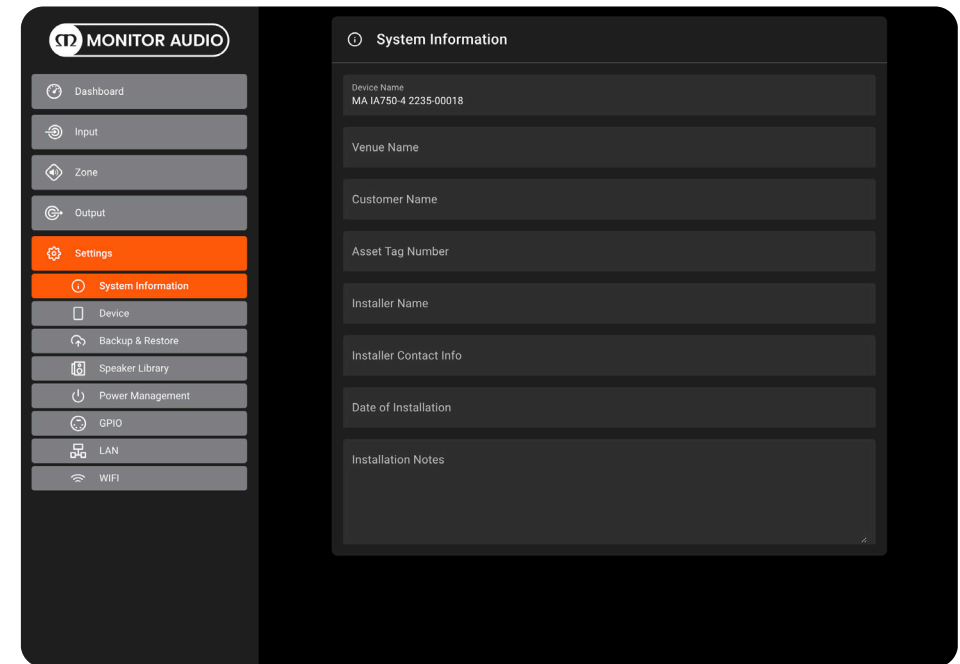 MONITOR AUDIO
Dashboard
Input
Zone
Output
Settings
System Information
Device
Backup & Restore
Speaker Library
Power Management
GPIO
LAN
WIFI
System Information
Device Name
MA IA750-4 2235-00018
Venue Name
Customer Name
Asset Tag Number
Installer Name
Installer Contact Info
Date of Installation
Installation Notes